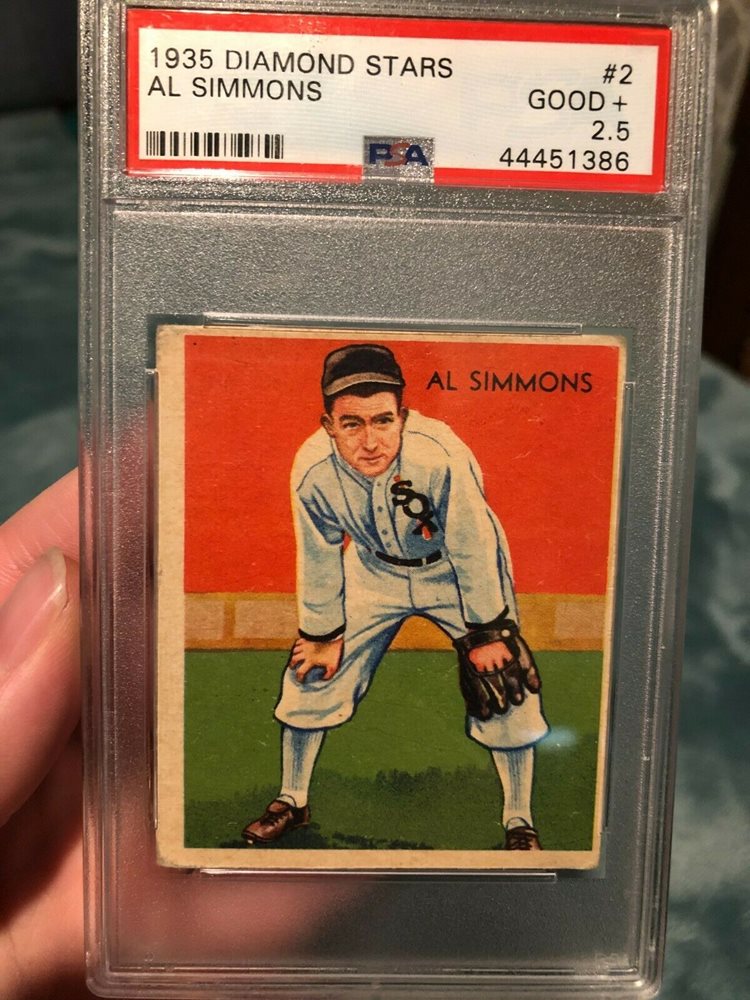 1935 DIAMOND STARS #2
AL SIMMONS GOOD +
2.5
PSA 44451386
AL SIMMONS
SOX